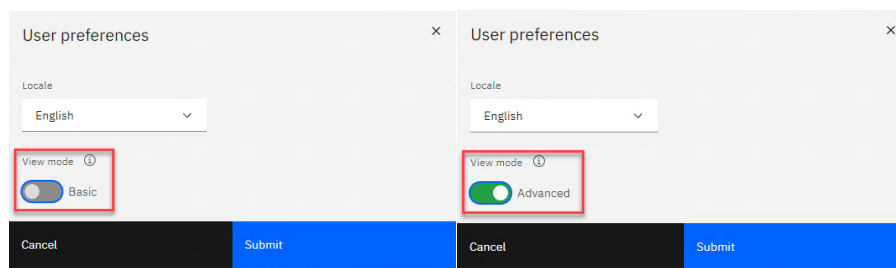 User preferences
Locale
English
View mode
Basic
Cancel
Submit
User preferences
Locale
English
View mode
Advanced
Cancel
Submit